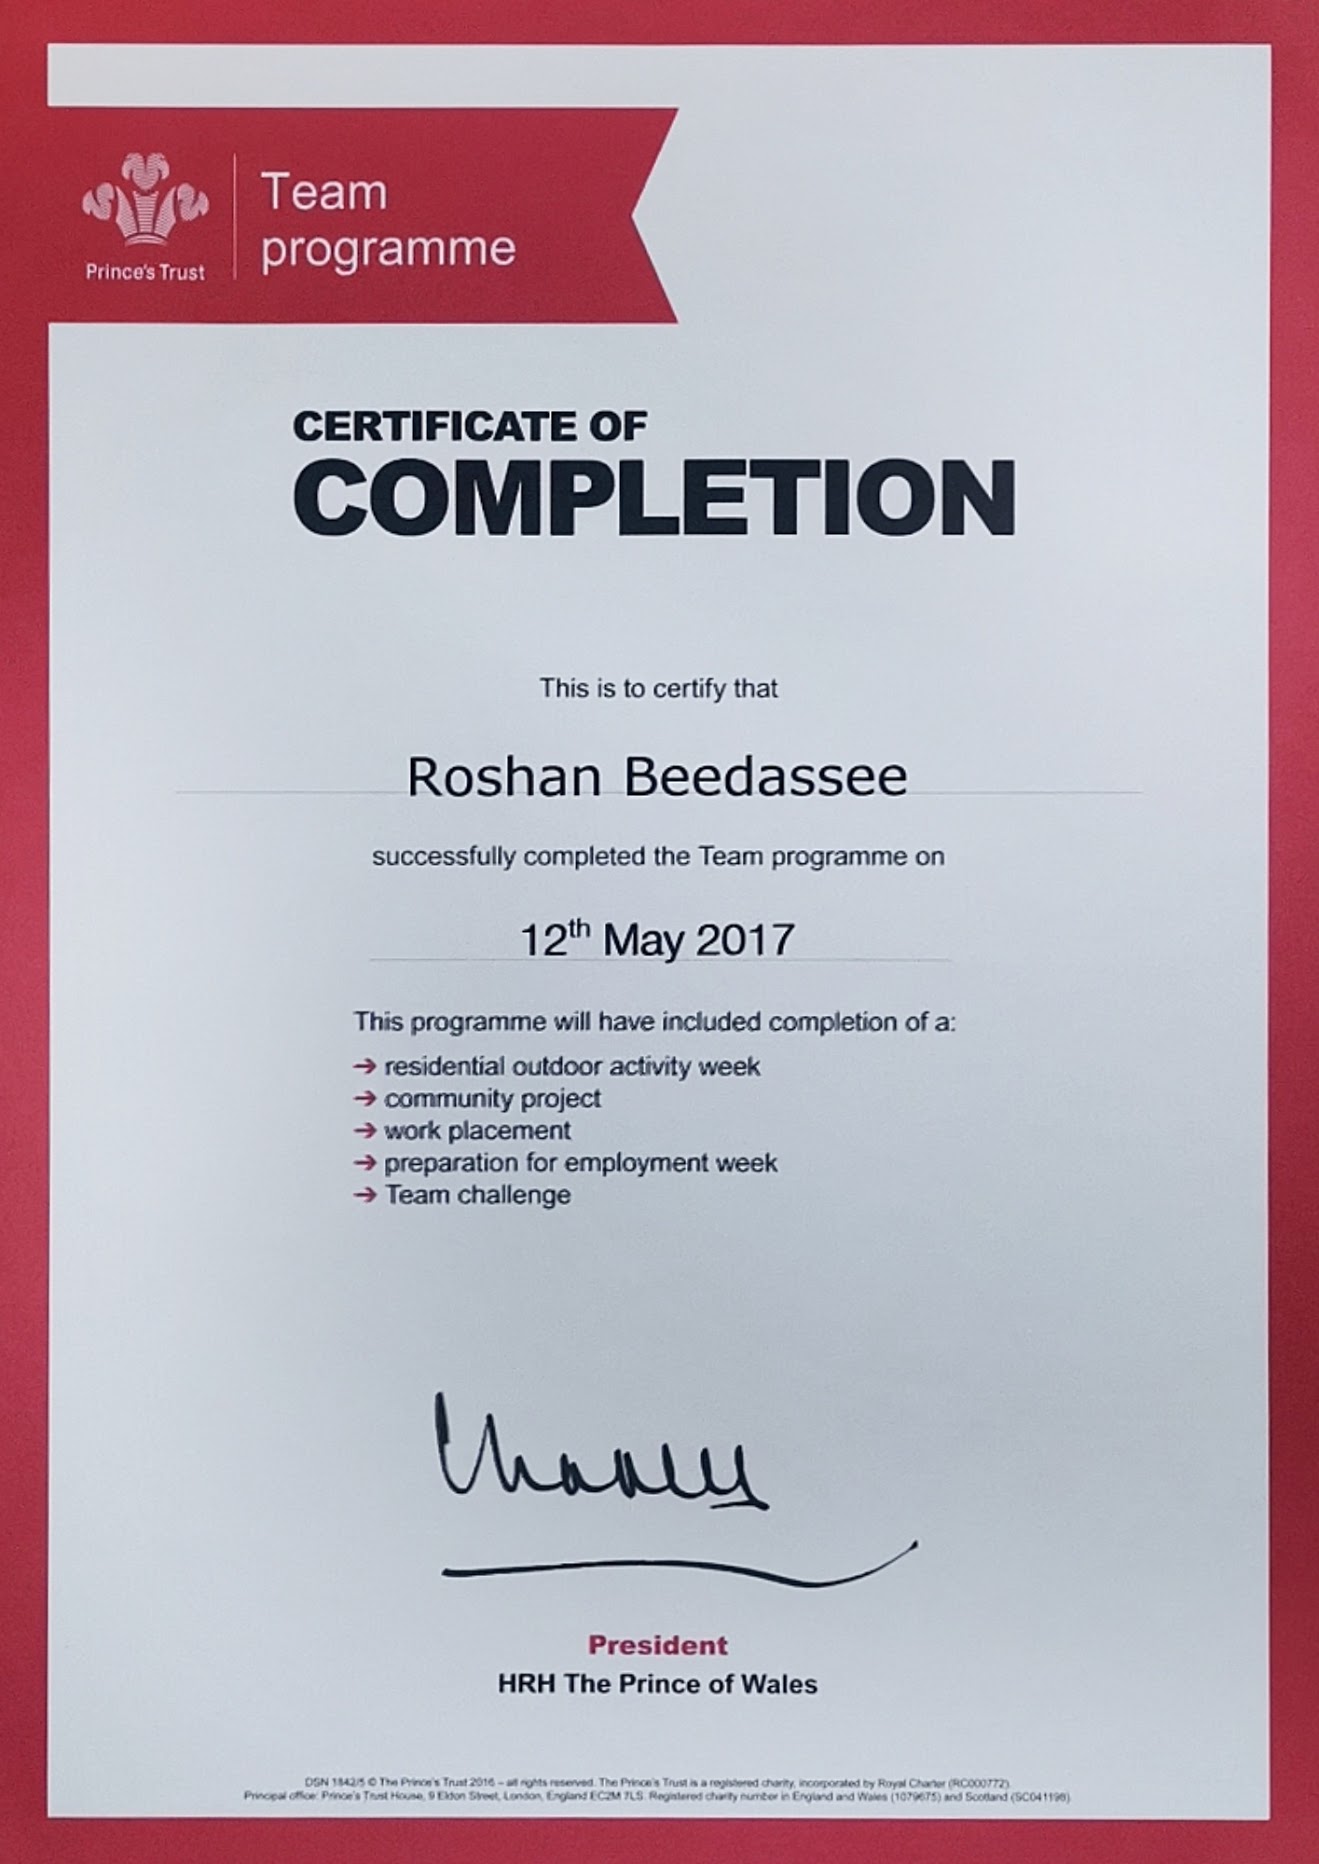 Prince's Trust
Team
programme
CERTIFICATE OF
COMPLETION
This is to certify that
Roshan Beedassee
successfully completed the Team programme on
12th May 2017
This programme will have included completion of a:
→ residential outdoor activity week
→ community project
→ work placement
→ preparation for employment week
→ Team challenge
Charles
President
HRH The Prince of Wales
DSN 1842/5 © The Prince's Trust 2016 – all rights reserved. The Prince's Trust is a registered charity, incorporated by Royal Charter (RC000772).
Principal office: Prince's Trust House, 9 Eldon Street, London, England EC2M 7LS. Registered charity number in England and Wales (1079675) and Scotland (SC041198)